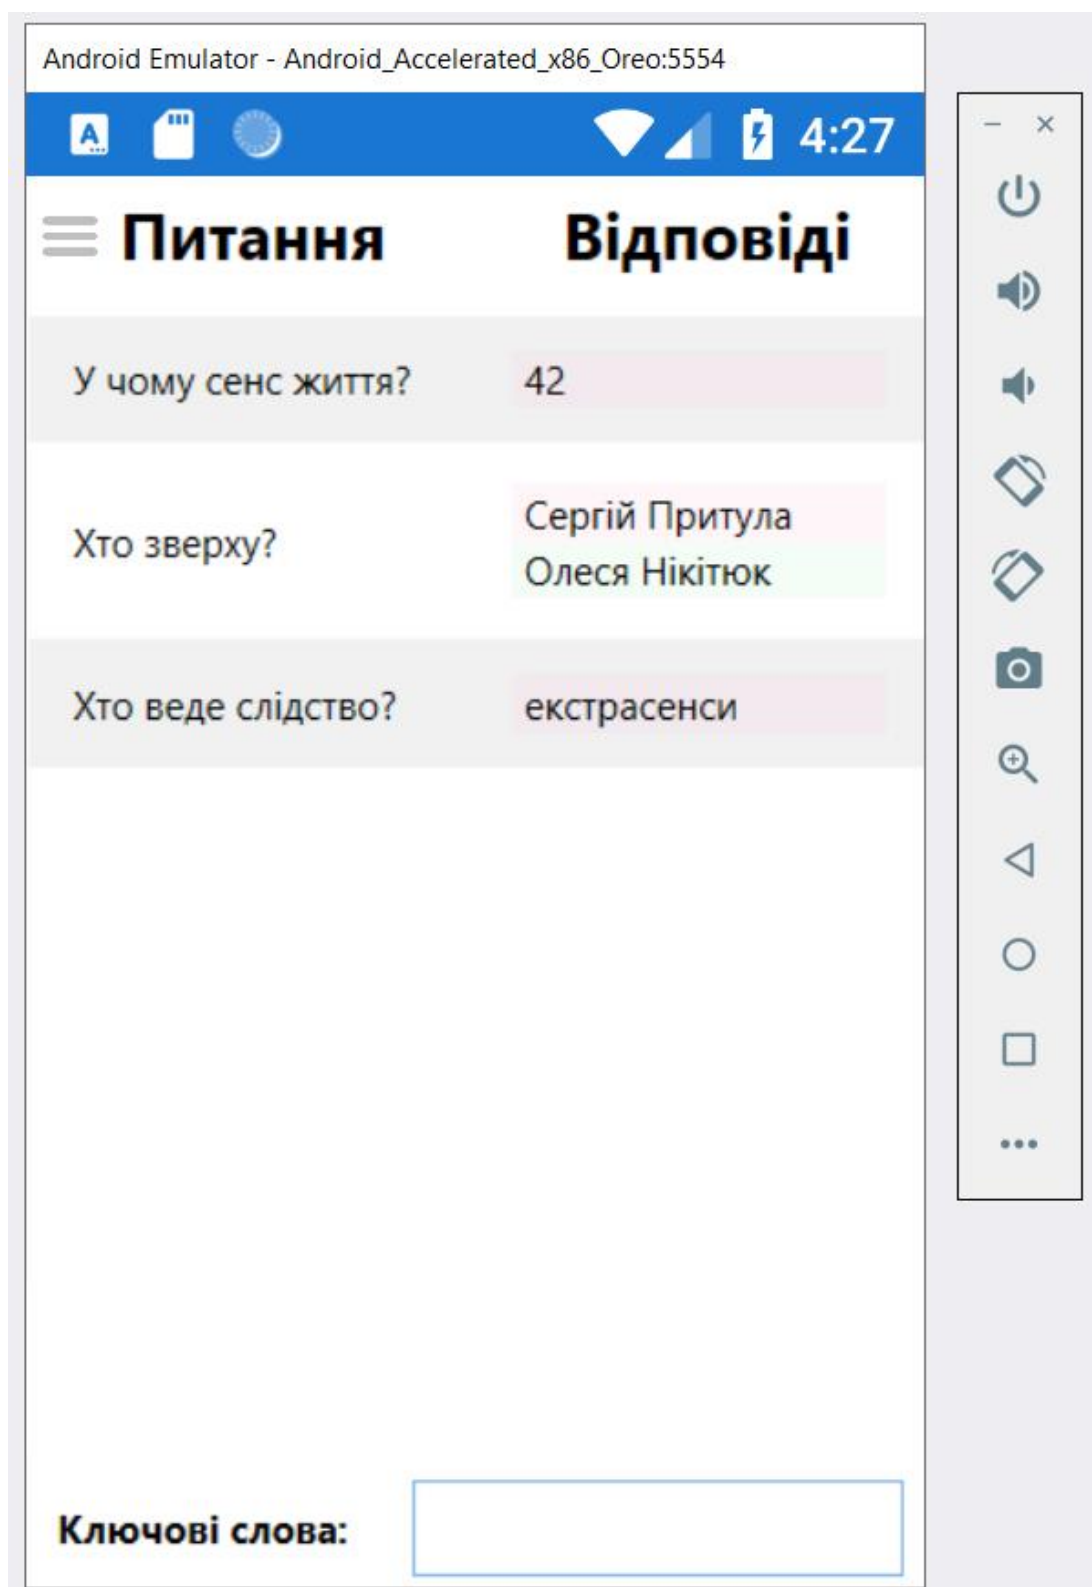 Android Emulator - Android_Accelerated_x86_Oreo:5554
A
4:27
Питання Відповіді
У чому сенс життя? 42
Хто зверху? Сергій Притула
Олеся Нікітюк
Хто веде слідство? екстрасенси
Ключові слова: